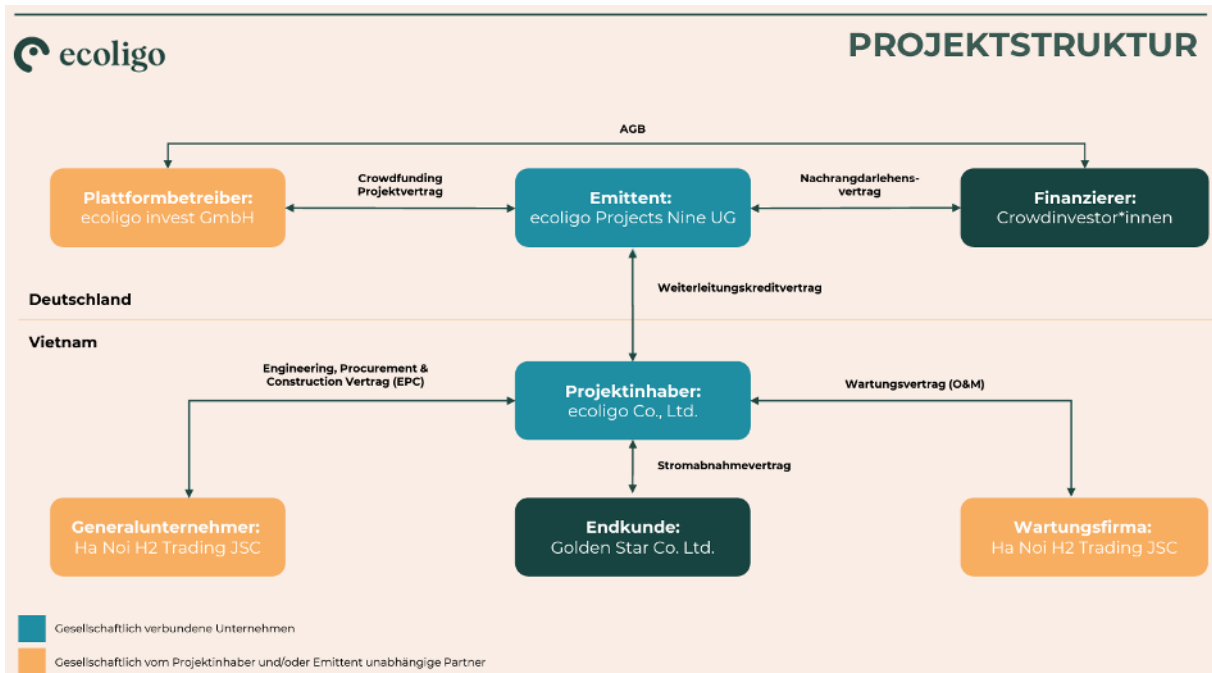 ecoligo
PROJEKTSTRUKTUR
AGB
Plattformbetreiber:
ecoligo invest GmbH
Crowdfunding
Projektvertrag
Emittent:
ecoligo Projects Nine UG
Nachrangdarlehens-
vertrag
Finanzierer:
Crowdinvestor*innen
Weiterleitungskreditvertrag
Deutschland
Vietnam
Engineering, Procurement &
Construction Vertrag (EPC)
Projektinhaber:
ecoligo Co., Ltd.
Wartungsvertrag (O&M)
Stromabnahmevertrag
Generalunternehmer:
Ha Noi H2 Trading JSC
Endkunde:
Golden Star Co. Ltd.
Wartungsfirma:
Ha Noi H2 Trading JSC
Gesellschaftlich verbundene Unternehmen
Gesellschaftlich vom Projektinhaber und/oder Emittent unabhängige Partner